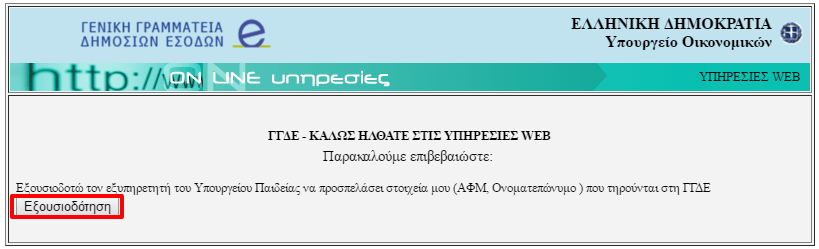 ΓΕΝΙΚΗ ΓΡΑΜΜΑΤΕΙΑ
ΔΗΜΟΣΙΩΝ ΕΣΟΔΩΝ
ΕΛΛΗΝΙΚΗ ΔΗΜΟΚΡΑΤΙΑ
Υπουργείο Οικονομικών
http://ww
ON LINE υπηρεσίες
ΥΠΗΡΕΣΙΕΣ WEB
ΓΓΔΕ - ΚΑΛΩΣ ΗΛΘΑΤΕ ΣΤΙΣ ΥΠΗΡΕΣΙΕΣ WEB
Παρακαλούμε επιβεβαιώστε:
Εξουσιοδοτώ τον εξυπηρετητή του Υπουργείου Παιδείας να προσπελάσει στοιχεία μου (ΑΦΜ, Ονοματεπώνυμο ) που τηρούνται στη ΓΓΔΕ
Εξουσιοδότηση